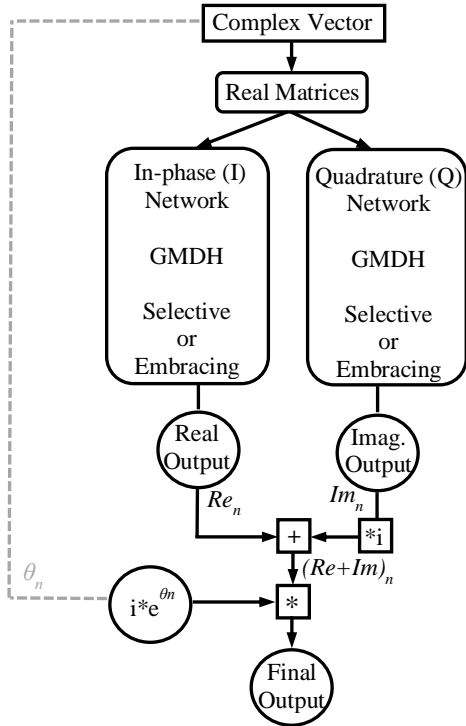 Complex Vector
Real Matrices
In-phase (I)
Network
GMDH
Selective
or
Embracing
Quadrature (Q)
Network
GMDH
Selective
or
Embracing
Real
Output
Imag.
Output
Re_n
Im_n
+
*i
(Re+Im)_n
θ_n
i*e^θn
*
Final
Output